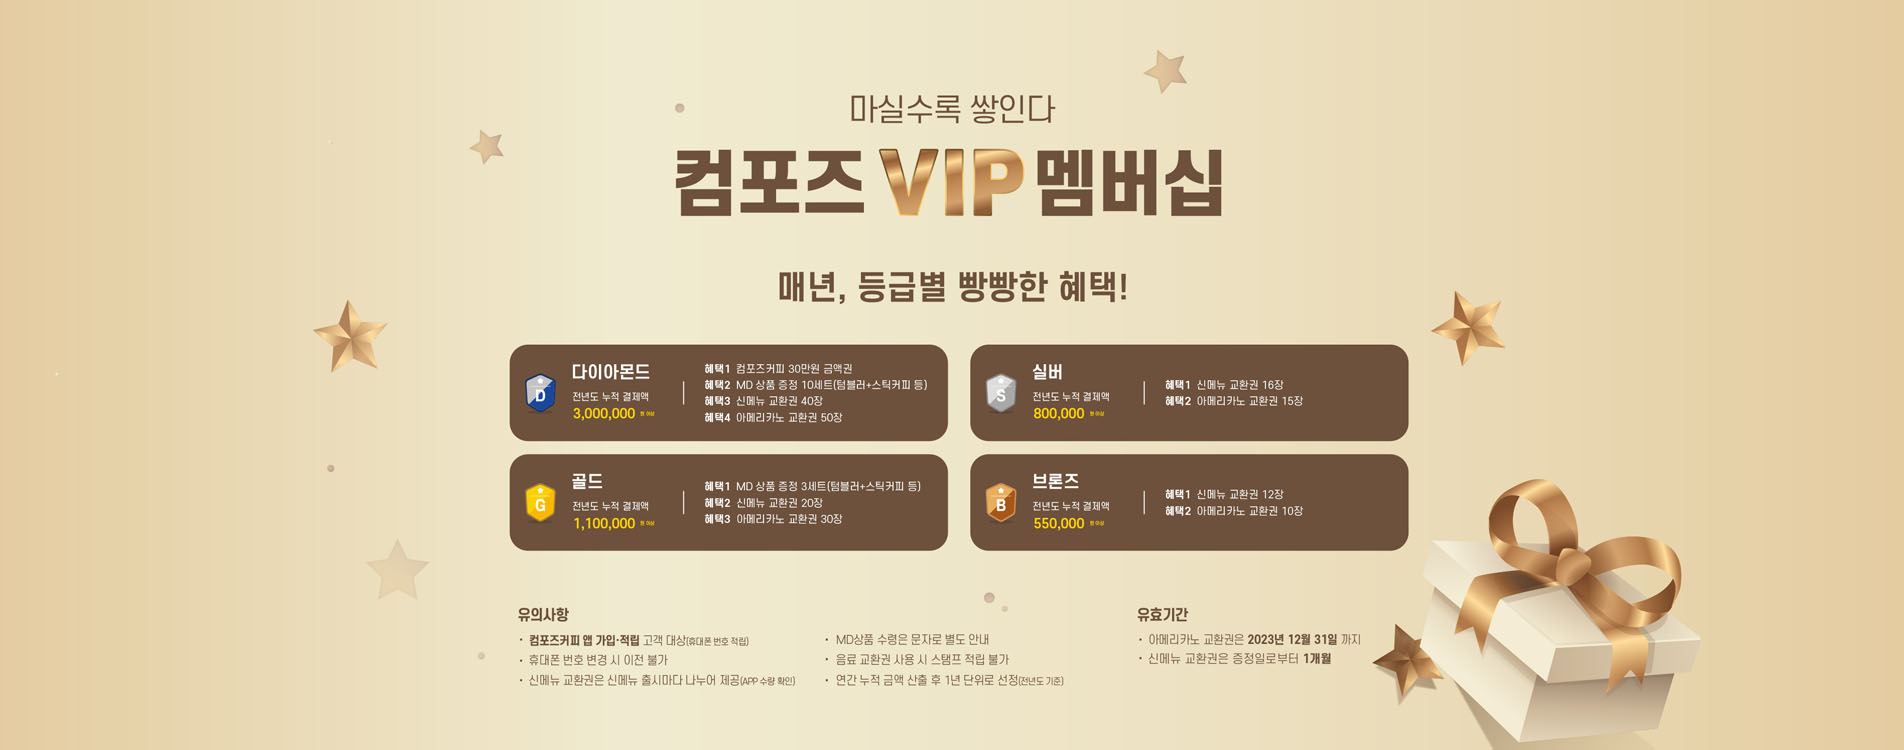 마실수록 쌓인다
컴포즈 VIP 멤버십
매년, 등급별 빵빵한 혜택!
D
다이아몬드
전년도 누적 결제액
3,000,000 원 이상
혜택1 컴포즈커피 30만원 금액권
혜택2 MD 상품 증정 10세트(텀블러+스틱커피 등)
혜택3 신메뉴 교환권 40장
혜택4 아메리카노 교환권 50장
S
실버
전년도 누적 결제액
800,000 원 이상
혜택1 신메뉴 교환권 16장
혜택2 아메리카노 교환권 15장
G
골드
전년도 누적 결제액
1,100,000 원 이상
혜택1 MD 상품 증정 3세트(텀블러+스틱커피 등)
혜택2 신메뉴 교환권 20장
혜택3 아메리카노 교환권 30장
B
브론즈
전년도 누적 결제액
550,000 원 이상
혜택1 신메뉴 교환권 12장
혜택2 아메리카노 교환권 10장
유의사항
• 컴포즈커피 앱 가입·적립 고객 대상(휴대폰 번호 적립)
• 휴대폰 번호 변경 시 이전 불가
• 신메뉴 교환권은 신메뉴 출시마다 나누어 제공(APP 수량 확인)
• MD상품 수령은 문자로 별도 안내
• 음료 교환권 사용 시 스탬프 적립 불가
• 연간 누적 금액 산출 후 1년 단위로 선정(전년도 기준)
유효기간
• 아메리카노 교환권은 2023년 12월 31일 까지
• 신메뉴 교환권은 증정일로부터 1개월